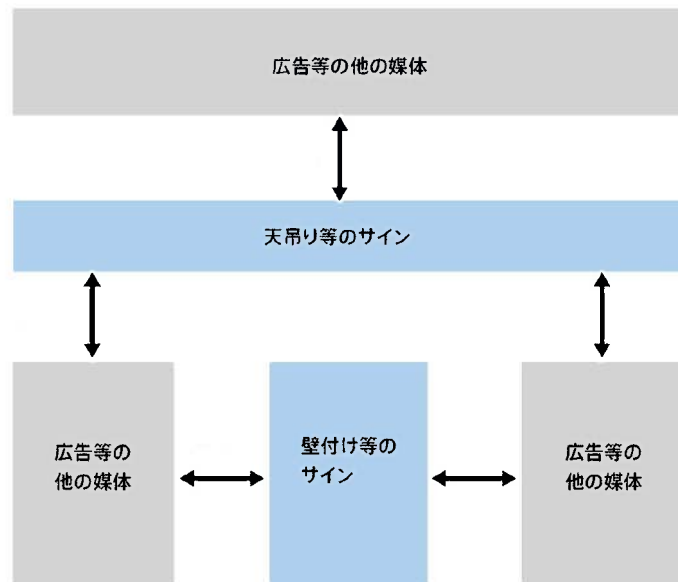 広告等の他の媒体
天吊り等のサイン
広告等の
他の媒体
壁付け等の
サイン
広告等の
他の媒体